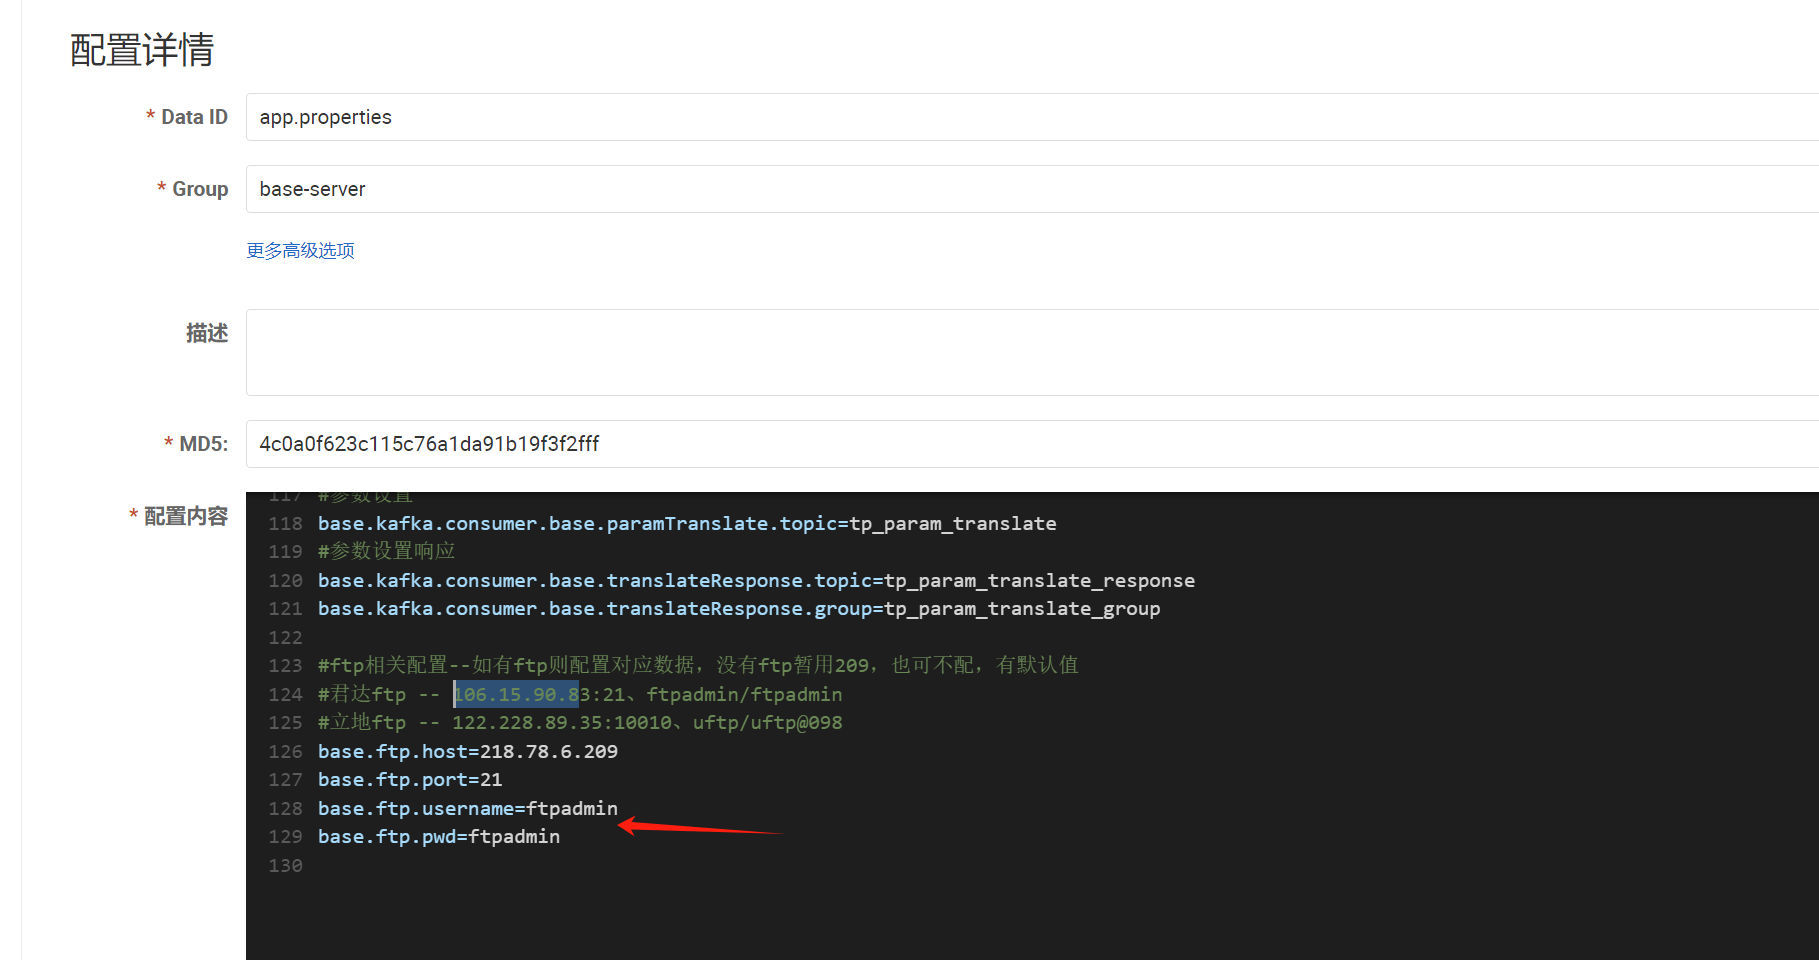 配置详情
* Data ID
app.properties
* Group
base-server
更多高级选项
描述
* MD5:
4c0a0f623c115c76a1da91b19f3f2fff
* 配置内容
117 #参数设置
118 base.kafka.consumer.base.paramTranslate.topic=tp_param_translate
119 #参数设置响应
120 base.kafka.consumer.base.translateResponse.topic=tp_param_translate_response
121 base.kafka.consumer.base.translateResponse.group=tp_param_translate_group
122
123 #ftp相关配置--如有ftp则配置对应数据，没有ftp暂用209，也可不配，有默认值
124 #君达ftp -- 106.15.90.83:21、ftpadmin/ftpadmin
125 #立地ftp -- 122.228.89.35:10010、uftp/uftp@098
126 base.ftp.host=218.78.6.209
127 base.ftp.port=21
128 base.ftp.username=ftpadmin
129 base.ftp.pwd=ftpadmin
130